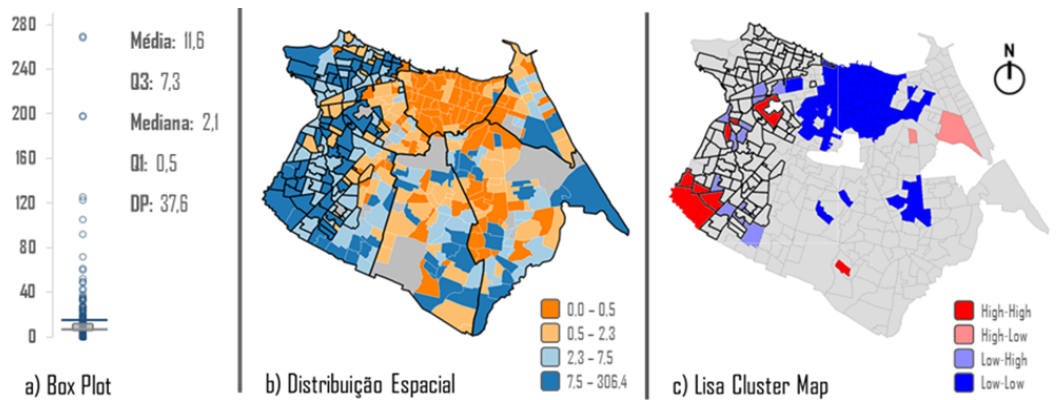 280
240
200
160
120
80
40
0
Média: 11,6
Q3: 7,3
Mediana: 2,1
Q1: 0,5
DP: 37,6
a) Box Plot
0.0 – 0.5
0.5 – 2.3
2.3 – 7.5
7.5 – 306.4
b) Distribuição Espacial
N
High-High
High-Low
Low-High
Low-Low
c) Lisa Cluster Map